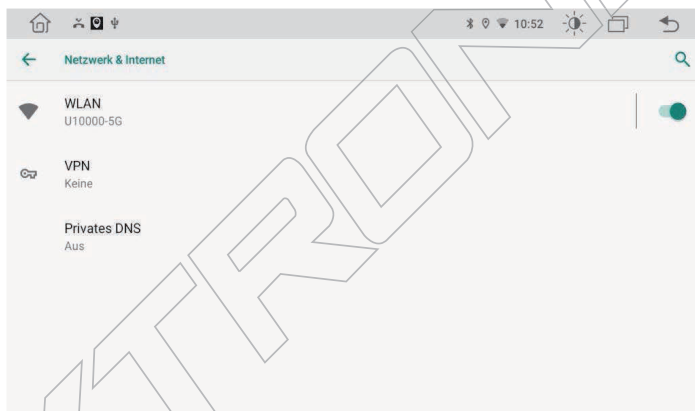 10:52
Netzwerk & Internet
WLAN
U10000-5G
VPN
Keine
Privates DNS
Aus